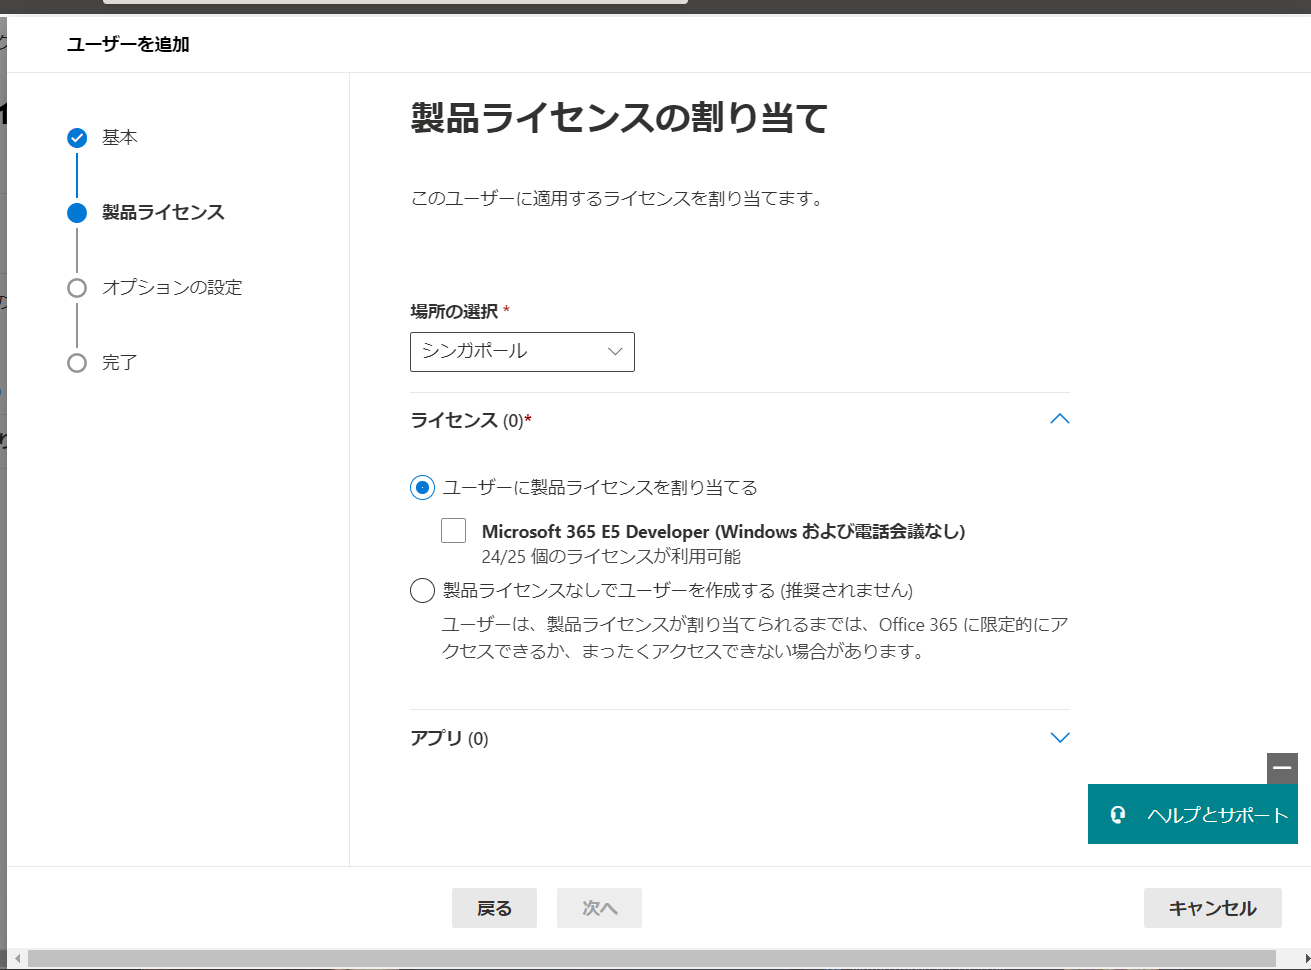 ユーザーを追加
基本
製品ライセンス
オプションの設定
完了
製品ライセンスの割り当て
このユーザーに適用するライセンスを割り当てます。
場所の選択 *
シンガポール
ライセンス (0)*
ユーザーに製品ライセンスを割り当てる
Microsoft 365 E5 Developer (Windows および電話会議なし)
24/25 個のライセンスが利用可能
製品ライセンスなしでユーザーを作成する (推奨されません)
ユーザーは、製品ライセンスが割り当てられるまでは、Office 365 に限定的にア
クセスできるか、まったくアクセスできない場合があります。
アプリ (0)
ヘルプとサポート
戻る
次へ
キャンセル